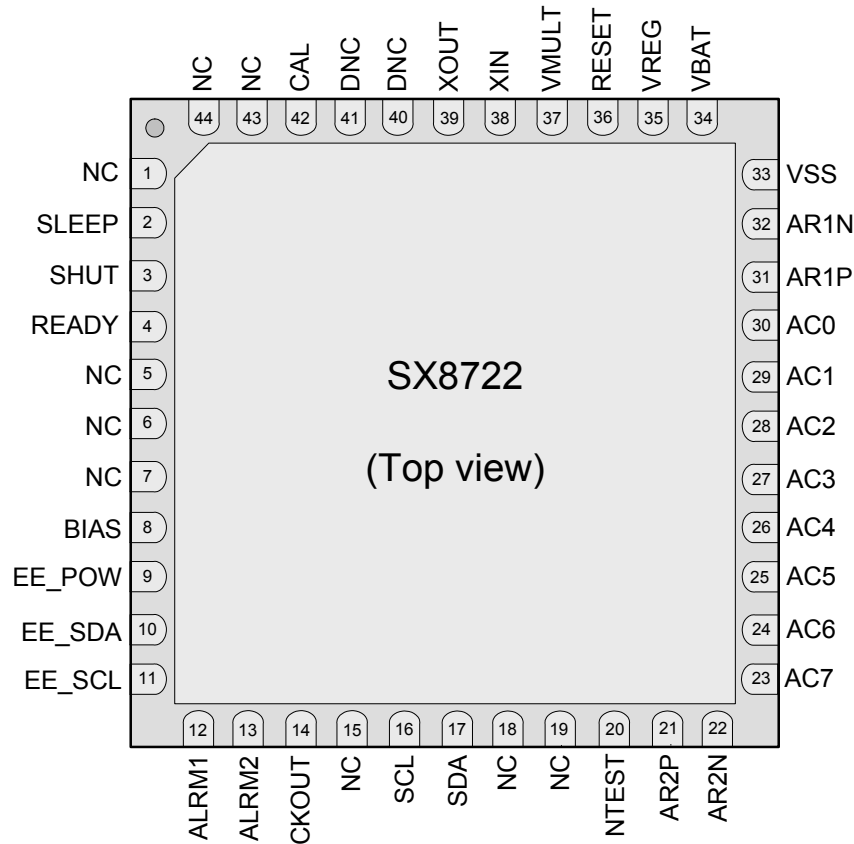 NC
NC
CAL
DNC
DNC
XOUT
XIN
VMULT
RESET
VREG
VBAT
44
43
42
41
40
39
38
37
36
35
34
NC 1
SLEEP 2
SHUT 3
READY 4
NC 5
NC 6
NC 7
BIAS 8
EE_POW 9
EE_SDA 10
EE_SCL 11
SX8722
(Top view)
33 VSS
32 AR1N
31 AR1P
30 AC0
29 AC1
28 AC2
27 AC3
26 AC4
25 AC5
24 AC6
23 AC7
12
13
14
15
16
17
18
19
20
21
22
ALRM1
ALRM2
CKOUT
NC
SCL
SDA
NC
NC
NTEST
AR2P
AR2N